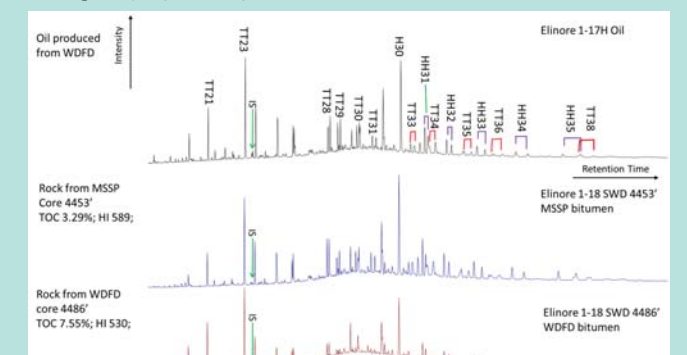 Oil produced
from WDFD
Intensity
Elinore 1-17H Oil
TT21
TT23
IS
TT28
TT29
TT30
TT31
H30
TT33
HH31
TT34
HH32
TT35
HH33
TT36
HH34
HH35
TT38
Retention Time
Rock from MSSP
Core 4453’
TOC 3.29%; HI 589;
IS
Elinore 1-18 SWD 4453’
MSSP bitumen
Rock from WDFD
core 4486’
TOC 7.55%; HI 530;
IS
Elinore 1-18 SWD 4486’
WDFD bitumen